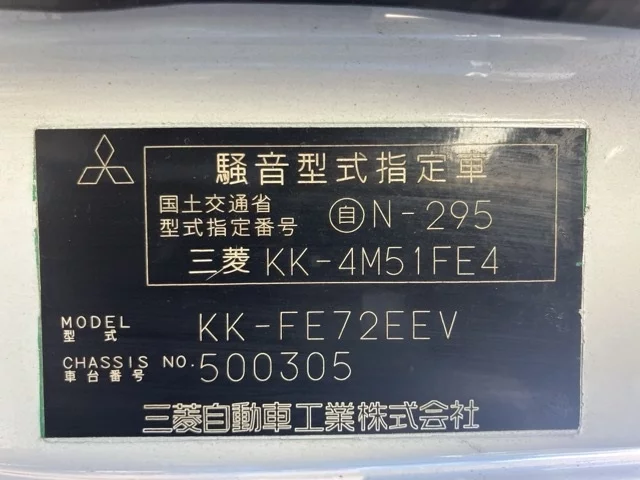 騒音型式指定車
国土交通省
型式指定番号 自 N-295
三菱 KK-4M51FE4
MODEL
型式 KK-FE72EEV
CHASSIS NO.
車台番号 500305
三菱自動車工業株式会社